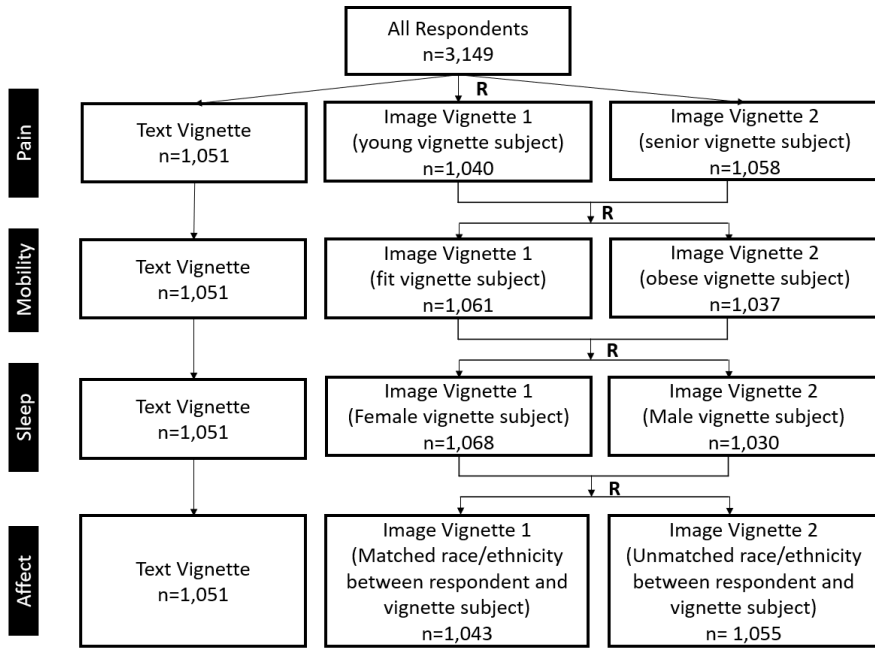 All Respondents
n=3,149
R
Pain
Text Vignette
n=1,051
Image Vignette 1
(young vignette subject)
n=1,040
Image Vignette 2
(senior vignette subject)
n=1,058
R
Mobility
Text Vignette
n=1,051
Image Vignette 1
(fit vignette subject)
n=1,061
Image Vignette 2
(obese vignette subject)
n=1,037
R
Sleep
Text Vignette
n=1,051
Image Vignette 1
(Female vignette subject)
n=1,068
Image Vignette 2
(Male vignette subject)
n=1,030
R
Affect
Text Vignette
n=1,051
Image Vignette 1
(Matched race/ethnicity
between respondent and
vignette subject)
n=1,043
Image Vignette 2
(Unmatched race/ethnicity
between respondent and
vignette subject)
n= 1,055